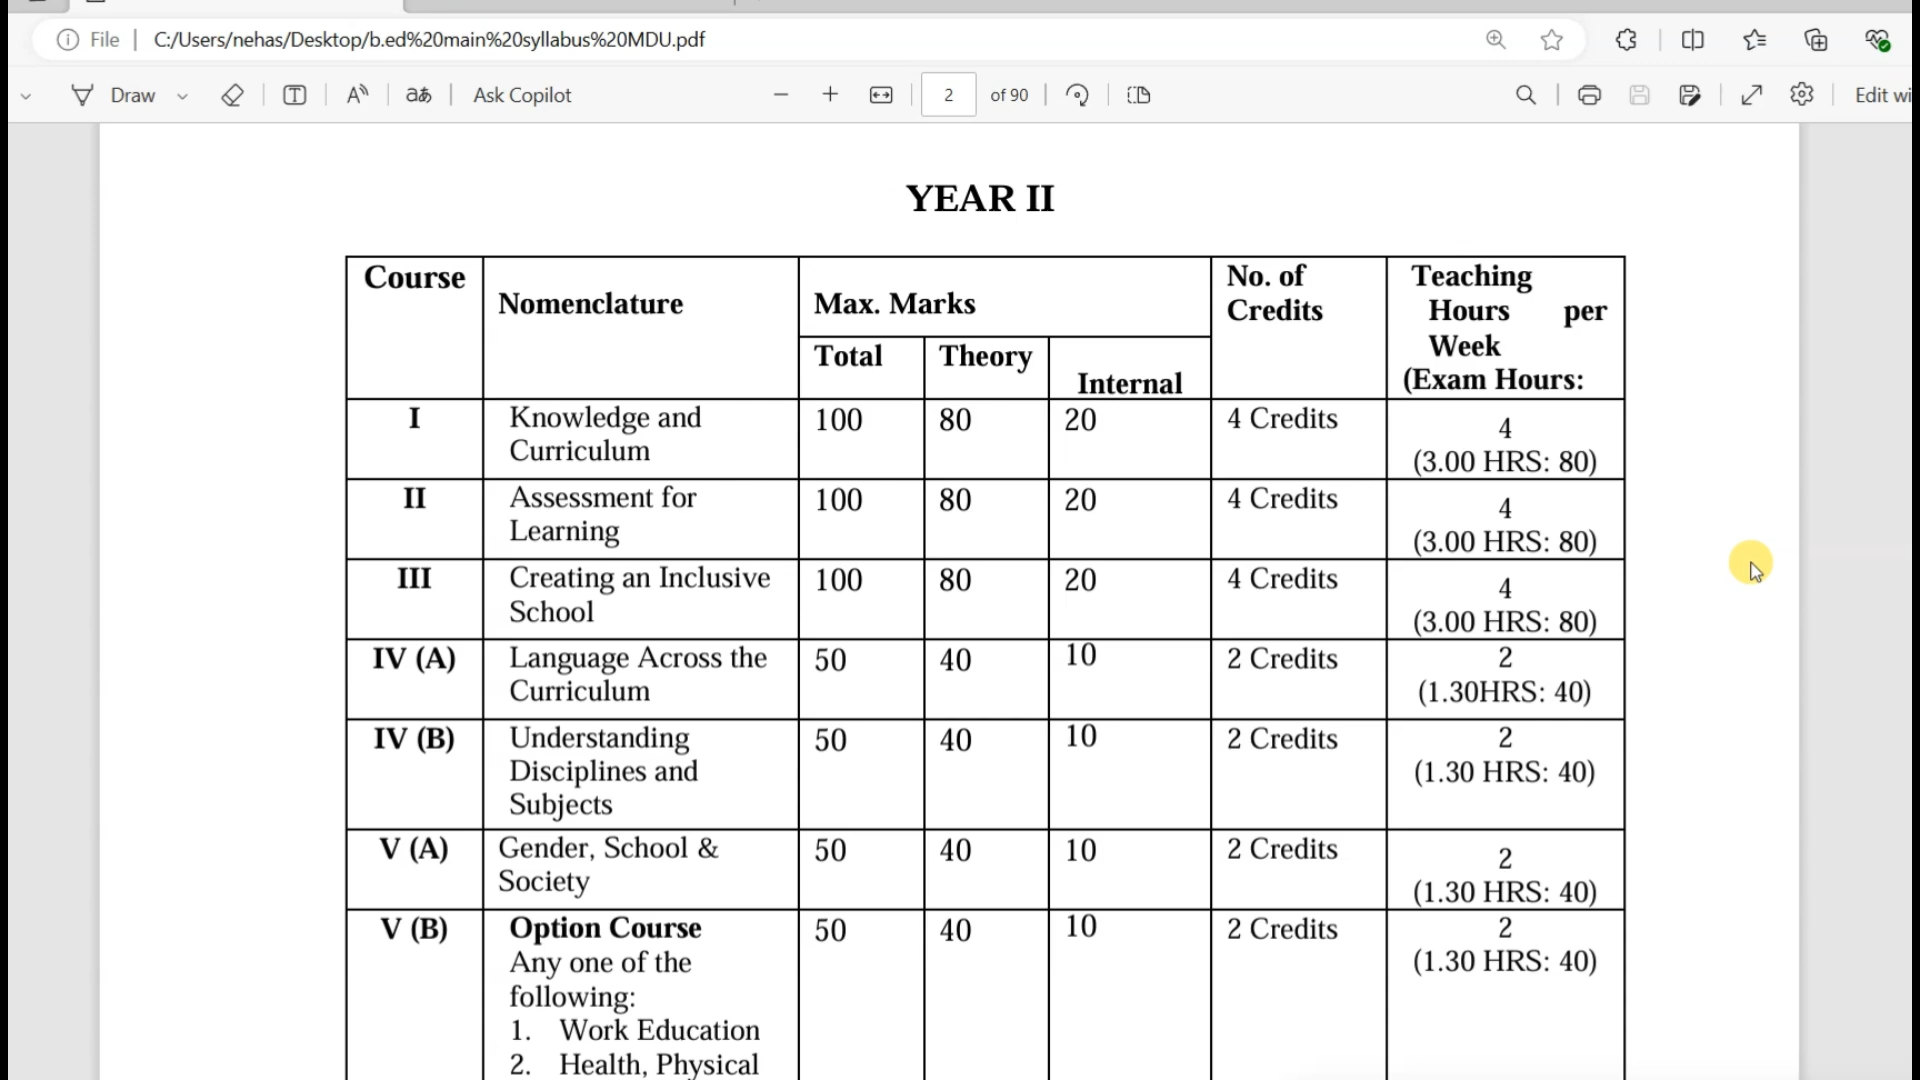 File C:/Users/nehas/Desktop/b.ed%20main%20syllabus%20MDU.pdf
Draw aあ Ask Copilot 2 of 90 Edit wi
YEAR II
Course Nomenclature Max. Marks No. of Credits Teaching Hours per Week (Exam Hours:
Total Theory Internal
I Knowledge and Curriculum 100 80 20 4 Credits 4 (3.00 HRS: 80)
II Assessment for Learning 100 80 20 4 Credits 4 (3.00 HRS: 80)
III Creating an Inclusive School 100 80 20 4 Credits 4 (3.00 HRS: 80)
IV (A) Language Across the Curriculum 50 40 10 2 Credits 2 (1.30HRS: 40)
IV (B) Understanding Disciplines and Subjects 50 40 10 2 Credits 2 (1.30 HRS: 40)
V (A) Gender, School & Society 50 40 10 2 Credits 2 (1.30 HRS: 40)
V (B) Option Course 50 40 10 2 Credits 2 (1.30 HRS: 40)
Any one of the
following:
1. Work Education
2. Health, Physical